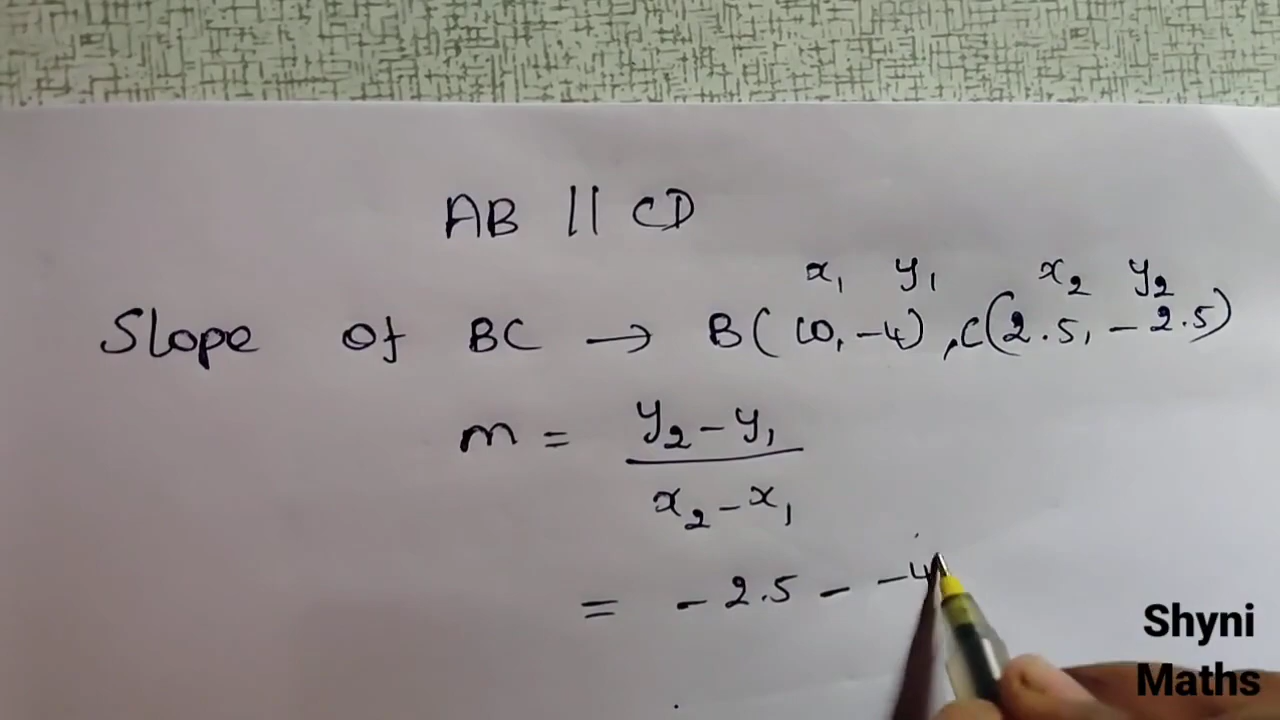 AB || CD
x₁ y₁ x₂ y₂
Slope of BC → B(10, -4), C(2.5, -2.5)
m = y₂ - y₁
x₂ - x₁
= -2.5 - -4
Shyni
Maths